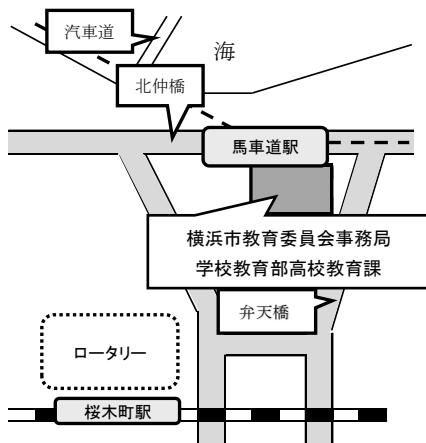 汽車道
海
北仲橋
馬車道駅
横浜市教育委員会事務局
学校教育部高校教育課
弁天橋
ロータリー
桜木町駅